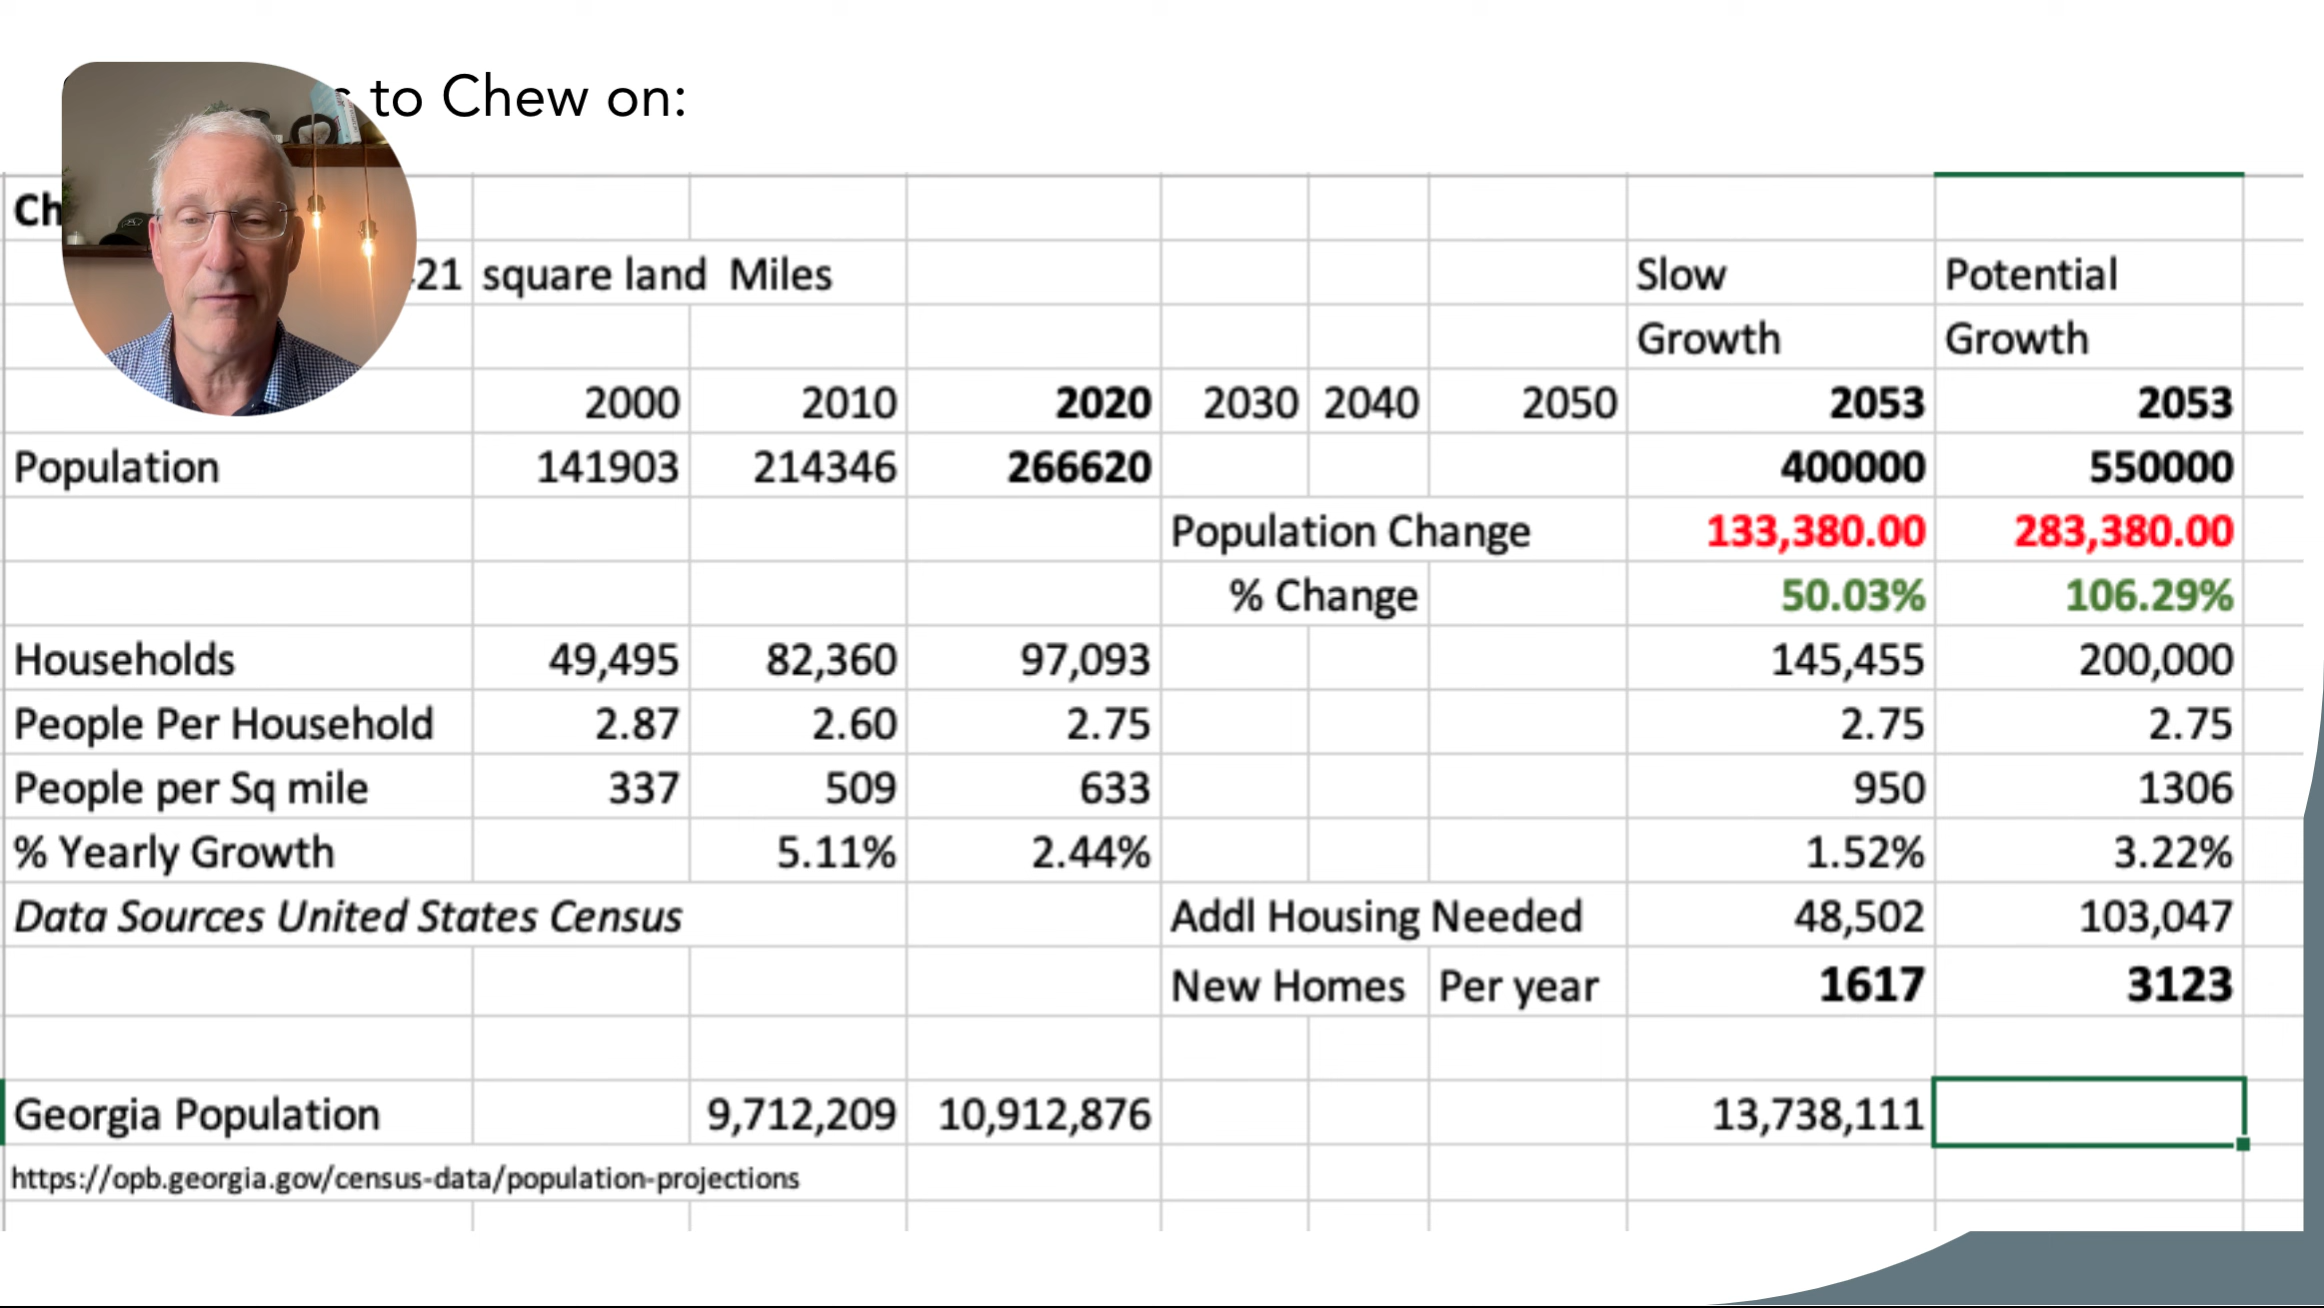 to Chew on:
Ch
21 square land Miles Slow Potential
Growth Growth
2000 2010 2020 2030 2040 2050 2053 2053
Population 141903 214346 266620 400000 550000
Population Change 133,380.00 283,380.00
% Change 50.03% 106.29%
Households 49,495 82,360 97,093 145,455 200,000
People Per Household 2.87 2.60 2.75 2.75 2.75
People per Sq mile 337 509 633 950 1306
% Yearly Growth 5.11% 2.44% 1.52% 3.22%
Data Sources United States Census Addl Housing Needed 48,502 103,047
New Homes Per year 1617 3123
Georgia Population 9,712,209 10,912,876 13,738,111
https://opb.georgia.gov/census-data/population-projections